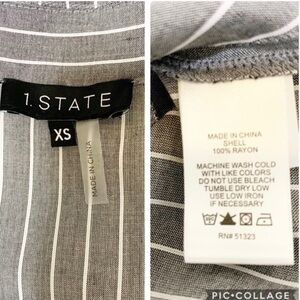 1. STATE
XS
MADE IN CHINA
MADE IN CHINA
SHELL
100% RAYON
MACHINE WASH COLD
WITH LIKE COLORS
DO NOT USE BLEACH
TUMBLE DRY LOW
USE LOW IRON
IF NECESSARY
RN# 51323
PIC•COLLAGE